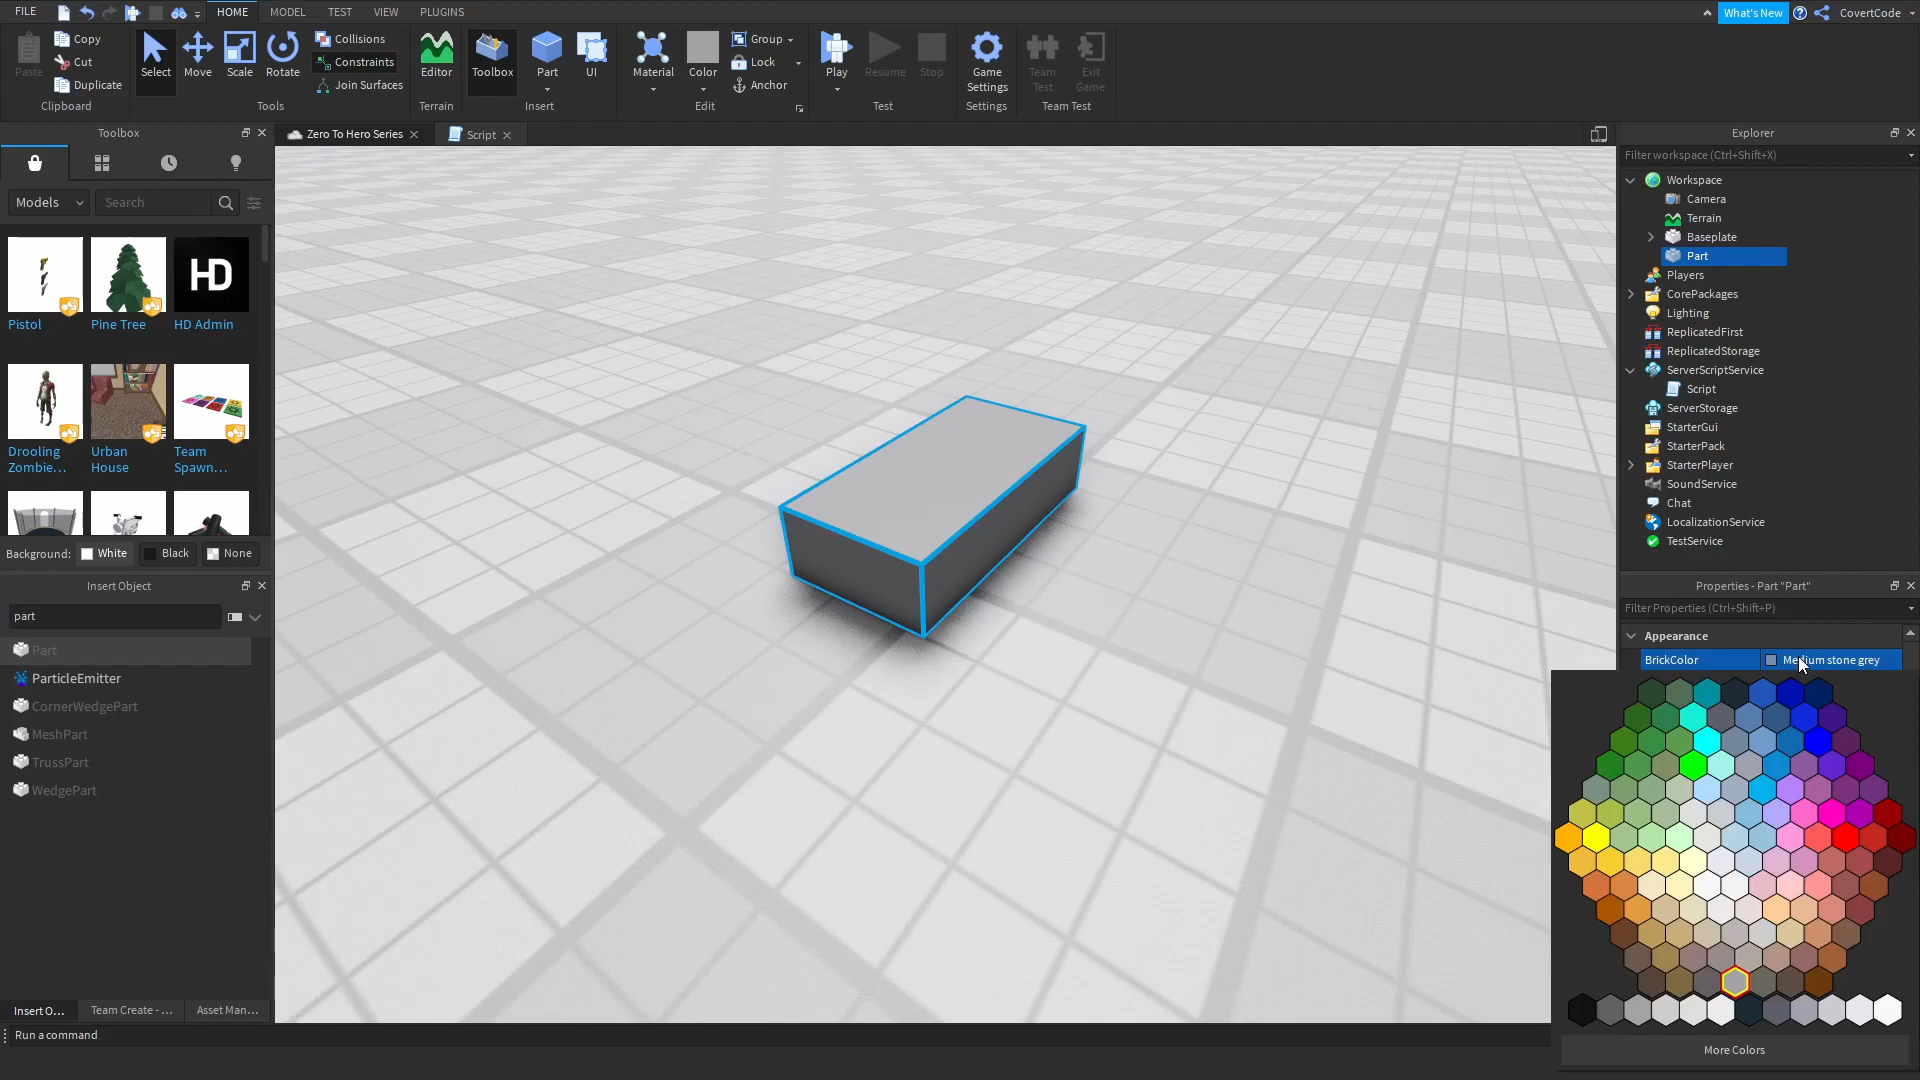 FILE
HOME
MODEL
TEST
VIEW
PLUGINS
What's New
CovertCode
Paste
Copy
Cut
Duplicate
Clipboard
Select
Move
Scale
Rotate
Collisions
Constraints
Join Surfaces
Tools
Editor
Terrain
Toolbox
Part
UI
Insert
Material
Color
Group
Lock
Anchor
Edit
Play
Resume
Stop
Test
Game
Settings
Settings
Team
Test
Exit
Game
Team Test
Toolbox
Models
Search
Pistol
Pine Tree
HD
HD Admin
Drooling
Zombie...
Urban
House
Team
Spawn...
Background:
White
Black
None
Insert Object
part
Part
ParticleEmitter
CornerWedgePart
MeshPart
TrussPart
WedgePart
Insert O...
Team Create - ...
Asset Man...
Run a command
Zero To Hero Series
Script
Explorer
Filter workspace (Ctrl+Shift+X)
Workspace
Camera
Terrain
Baseplate
Part
Players
CorePackages
Lighting
ReplicatedFirst
ReplicatedStorage
ServerScriptService
Script
ServerStorage
StarterGui
StarterPack
StarterPlayer
SoundService
Chat
LocalizationService
TestService
Properties - Part "Part"
Filter Properties (Ctrl+Shift+P)
Appearance
BrickColor
Medium stone grey
More Colors